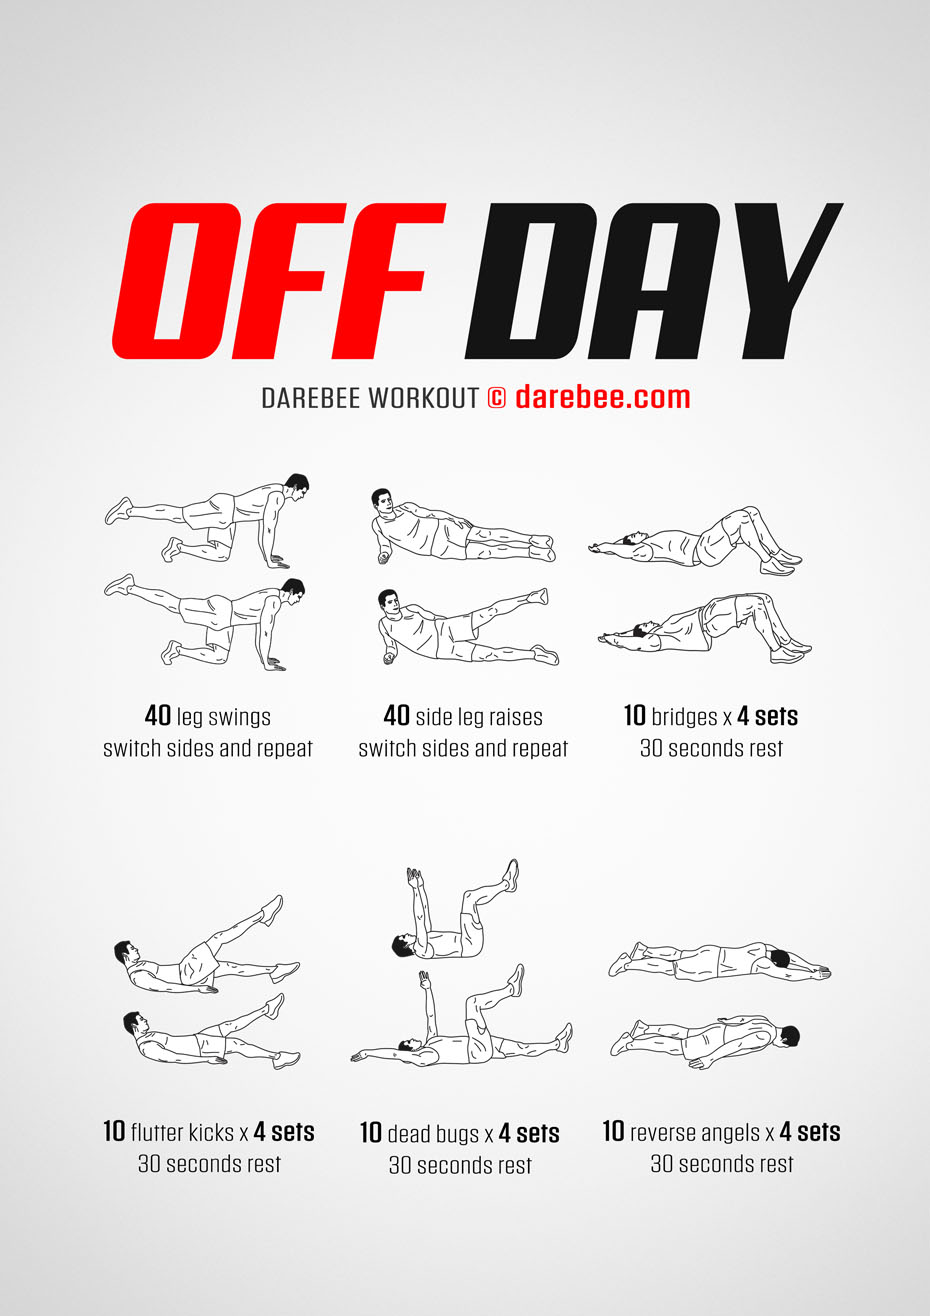 OFF DAY
DAREBEE WORKOUT © darebee.com
40 leg swings
switch sides and repeat
40 side leg raises
switch sides and repeat
10 bridges x 4 sets
30 seconds rest
10 flutter kicks x 4 sets
30 seconds rest
10 dead bugs x 4 sets
30 seconds rest
10 reverse angels x 4 sets
30 seconds rest